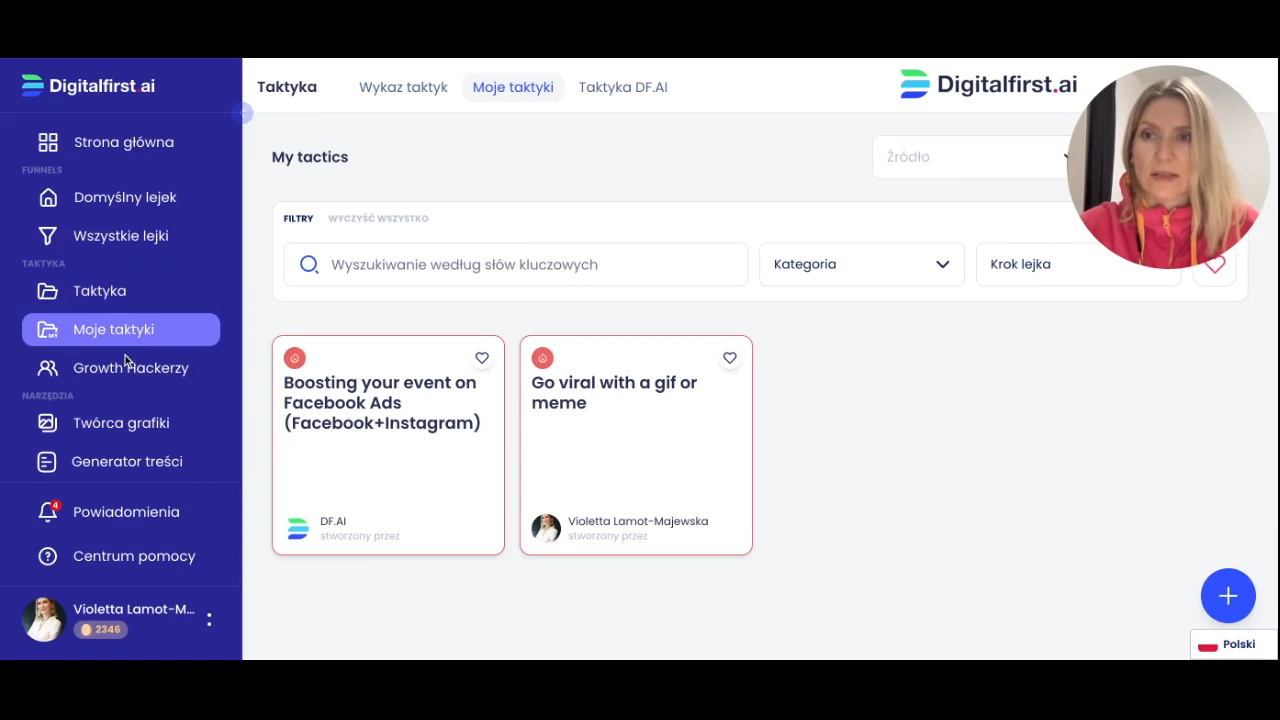 Digitalfirst.ai
Strona główna
FUNNELS
Domyślny lejek
Wszystkie lejki
TAKTYKA
Taktyka
Moje taktyki
Growth hackerzy
NARZĘDZIA
Twórca grafiki
Generator treści
4
Powiadomienia
Centrum pomocy
Violetta Lamot-M...
2346
Taktyka
Wykaz taktyk
Moje taktyki
Taktyka DF.AI
Digitalfirst.ai
My tactics
Źródło
FILTRY
WYCZYŚĆ WSZYSTKO
Wyszukiwanie według słów kluczowych
Kategoria
Krok lejka
Boosting your event on
Facebook Ads
(Facebook+Instagram)
DF.AI
stworzony przez
Go viral with a gif or
meme
Violetta Lamot-Majewska
stworzony przez
Polski